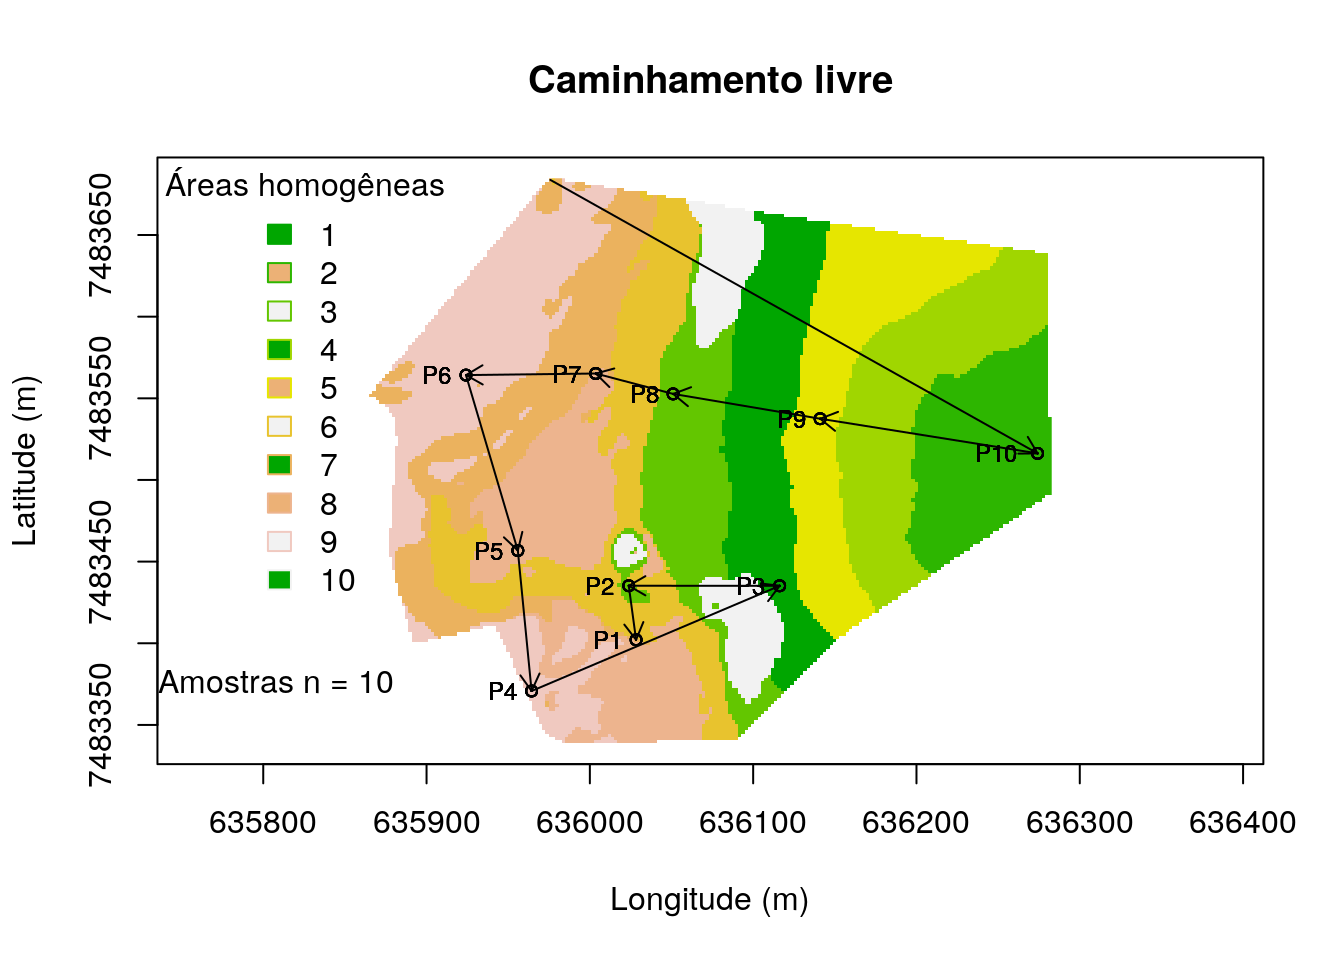 Caminhamento livre
Áreas homogêneas
1
2
3
4
5
6
7
8
9
10
Amostras n = 10
P6
P7
P8
P9
P10
P5
P2
P3
P1
P4
7483650
7483550
7483450
7483350
Latitude (m)
635800 635900 636000 636100 636200 636300 636400
Longitude (m)